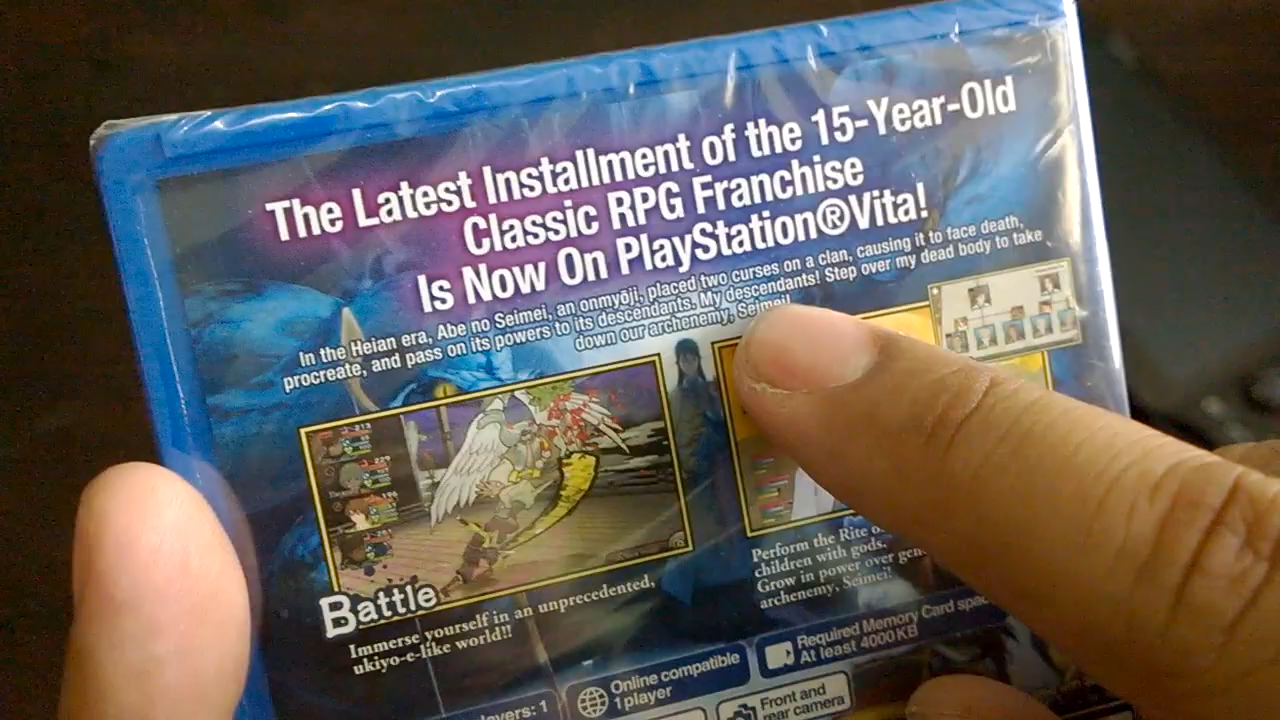 The Latest Installment of the 15-Year-Old
Classic RPG Franchise
Is Now On PlayStation®Vita!
In the Heian era, Abe no Seimei, an onmyōji, placed two curses on a clan, causing it to face death,
procreate, and pass on its powers to its descendants. My descendants! Step over my dead body to take
down our archenemy, Seimei!
Battle
Immerse yourself in an unprecedented,
ukiyo-e-like world!!
Perform the Rite
children with gods.
Grow in power over
archenemy, Seimei!
layers: 1
Online compatible
1 player
Required Memory Card
At least 4000 KB
Front and
rear camera